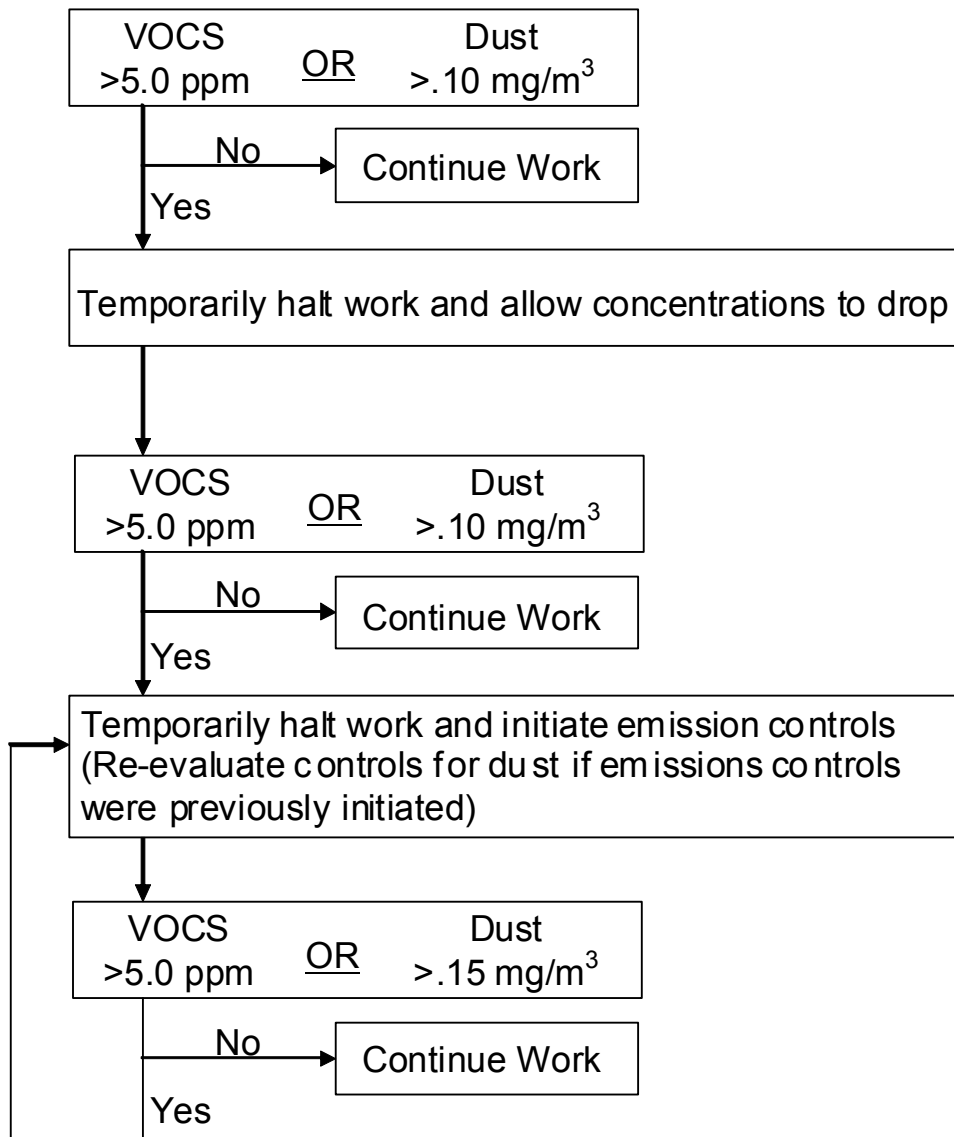 VOCS OR Dust
>5.0 ppm >.10 mg/m³
No
Continue Work
Yes
Temporarily halt work and allow concentrations to drop
VOCS OR Dust
>5.0 ppm >.10 mg/m³
No
Continue Work
Yes
Temporarily halt work and initiate emission controls
(Re-evaluate controls for dust if emissions controls
were previously initiated)
VOCS OR Dust
>5.0 ppm >.15 mg/m³
No
Continue Work
Yes